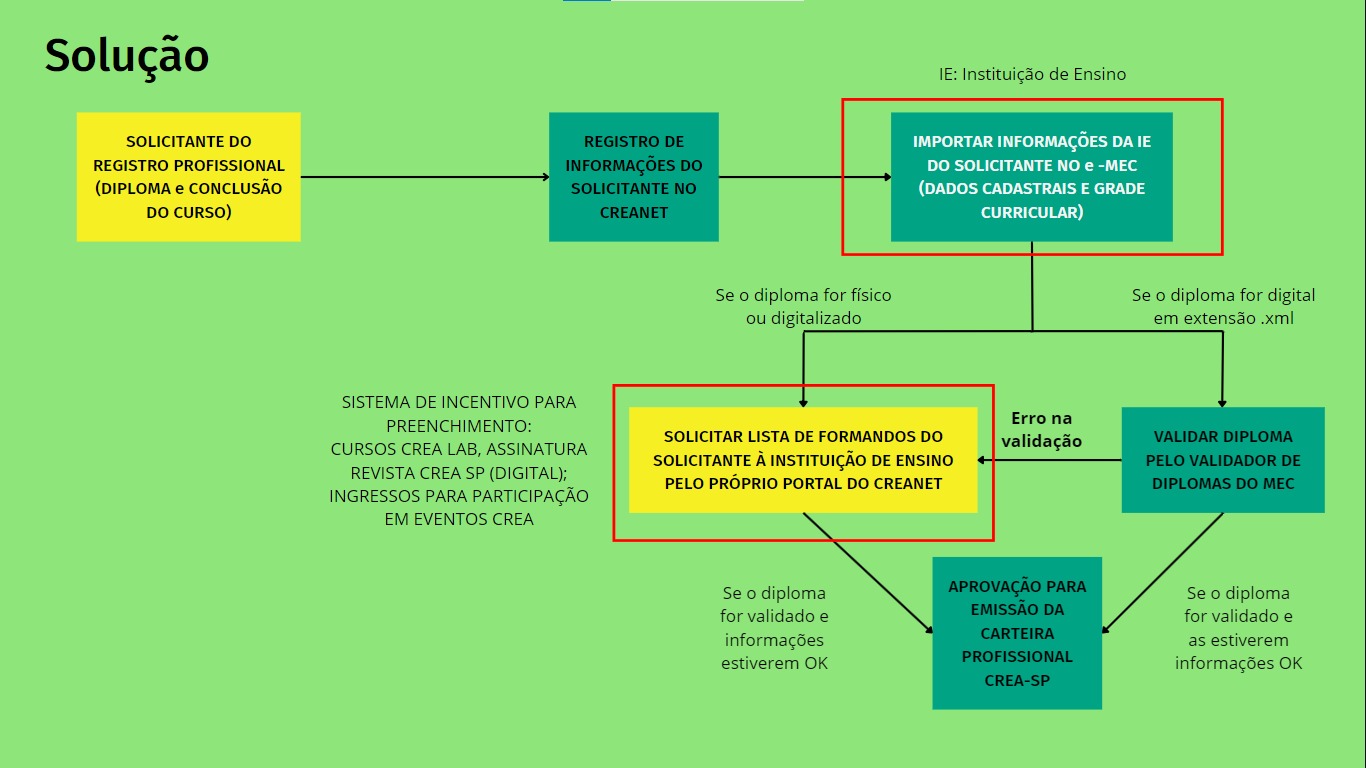 Solução
IE: Instituição de Ensino
SOLICITANTE DO
REGISTRO PROFISSIONAL
(DIPLOMA e CONCLUSÃO
DO CURSO)
REGISTRO DE
INFORMAÇÕES DO
SOLICITANTE NO
CREANET
IMPORTAR INFORMAÇÕES DA IE
DO SOLICITANTE NO e -MEC
(DADOS CADASTRAIS E GRADE
CURRICULAR)
Se o diploma for físico
ou digitalizado
Se o diploma for digital
em extensão .xml
SISTEMA DE INCENTIVO PARA
PREENCHIMENTO:
CURSOS CREA LAB, ASSINATURA
REVISTA CREA SP (DIGITAL);
INGRESSOS PARA PARTICIPAÇÃO
EM EVENTOS CREA
SOLICITAR LISTA DE FORMANDOS DO
SOLICITANTE À INSTITUIÇÃO DE ENSINO
PELO PRÓPRIO PORTAL DO CREANET
Erro na
validação
VALIDAR DIPLOMA
PELO VALIDADOR DE
DIPLOMAS DO MEC
Se o diploma
for validado e
informações
estiverem OK
APROVAÇÃO PARA
EMISSÃO DA
CARTEIRA
PROFISSIONAL
CREA-SP
Se o diploma
for validado e
as estiverem
informações OK